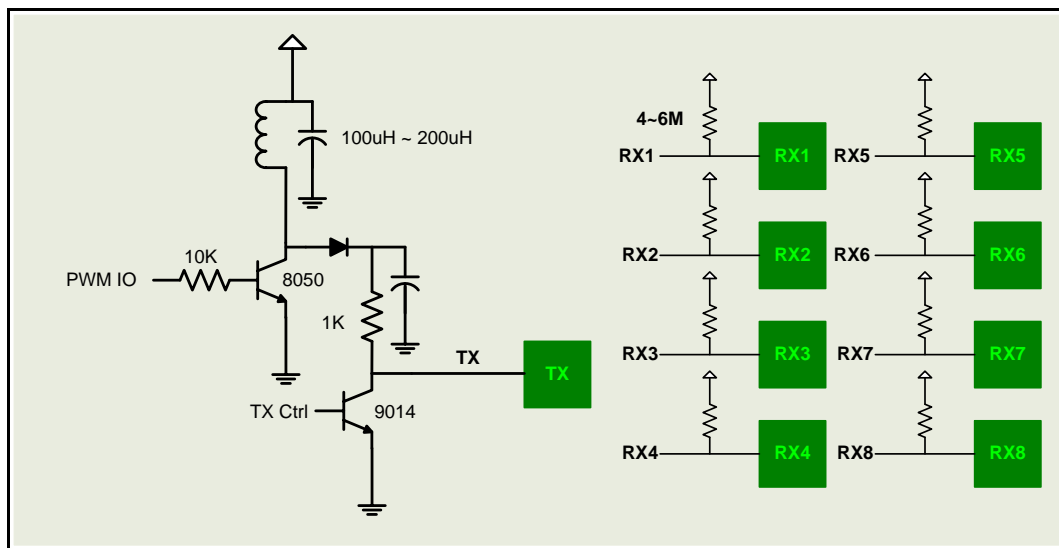 100uH ~ 200uH
10K
PWM IO
8050
1K
TX
TX
TX Ctrl
9014
4~6M
RX1
RX1
RX5
RX5
RX2
RX2
RX6
RX6
RX3
RX3
RX7
RX7
RX4
RX4
RX8
RX8